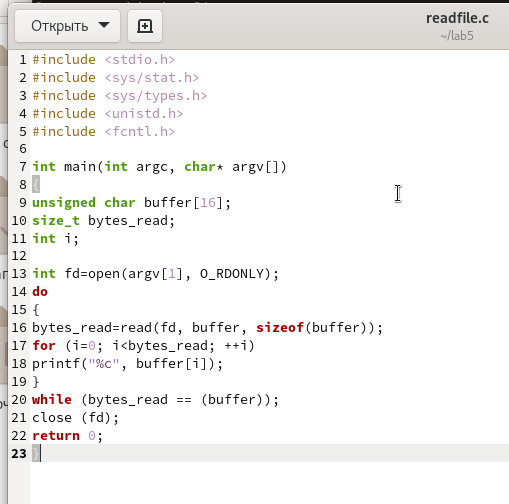 Открыть
readfile.c
~/lab5
1 #include <stdio.h>
2 #include <sys/stat.h>
3 #include <sys/types.h>
4 #include <unistd.h>
5 #include <fcntl.h>
6
7 int main(int argc, char* argv[])
8 {
9 unsigned char buffer[16];
10 size_t bytes_read;
11 int i;
12
13 int fd=open(argv[1], O_RDONLY);
14 do
15 {
16 bytes_read=read(fd, buffer, sizeof(buffer));
17 for (i=0; i<bytes_read; ++i)
18 printf("%c", buffer[i]);
19 }
20 while (bytes_read == (buffer));
21 close (fd);
22 return 0;
23 }